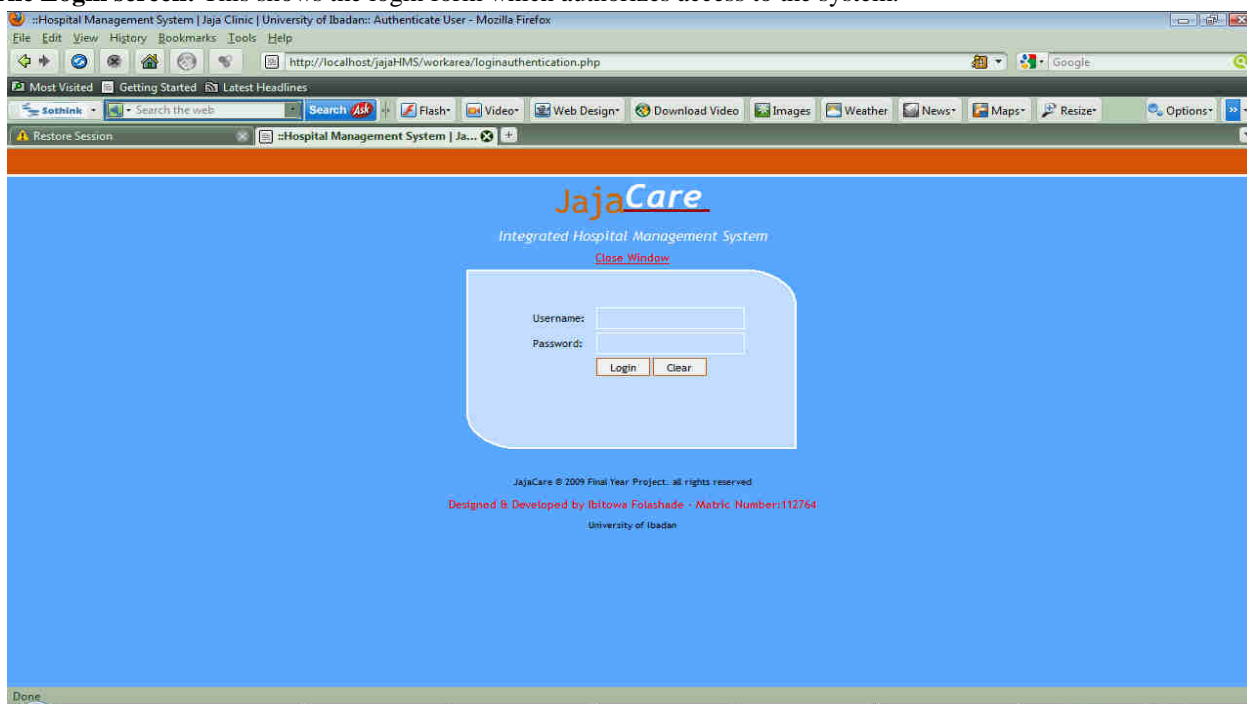 The Login screen: This shows the login form which authorizes access to the system.
::Hospital Management System | Jaja Clinic | University of Ibadan:: Authenticate User - Mozilla Firefox
File Edit View History Bookmarks Tools Help
http://localhost/jajaHMS/workarea/loginauthentication.php
Google
Most Visited Getting Started Latest Headlines
Sothink Search the web Search Ask Flash Video Web Design Download Video Images Weather News Maps Resize Options
Restore Session ::Hospital Management System | Ja...
JajaCare
Integrated Hospital Management System
Close Window
Username:
Password:
Login Clear
JajaCare © 2009 Final Year Project. all rights reserved
Designed & Developed by Ibitowa Folashade - Matric Number:112764
University of Ibadan
Done